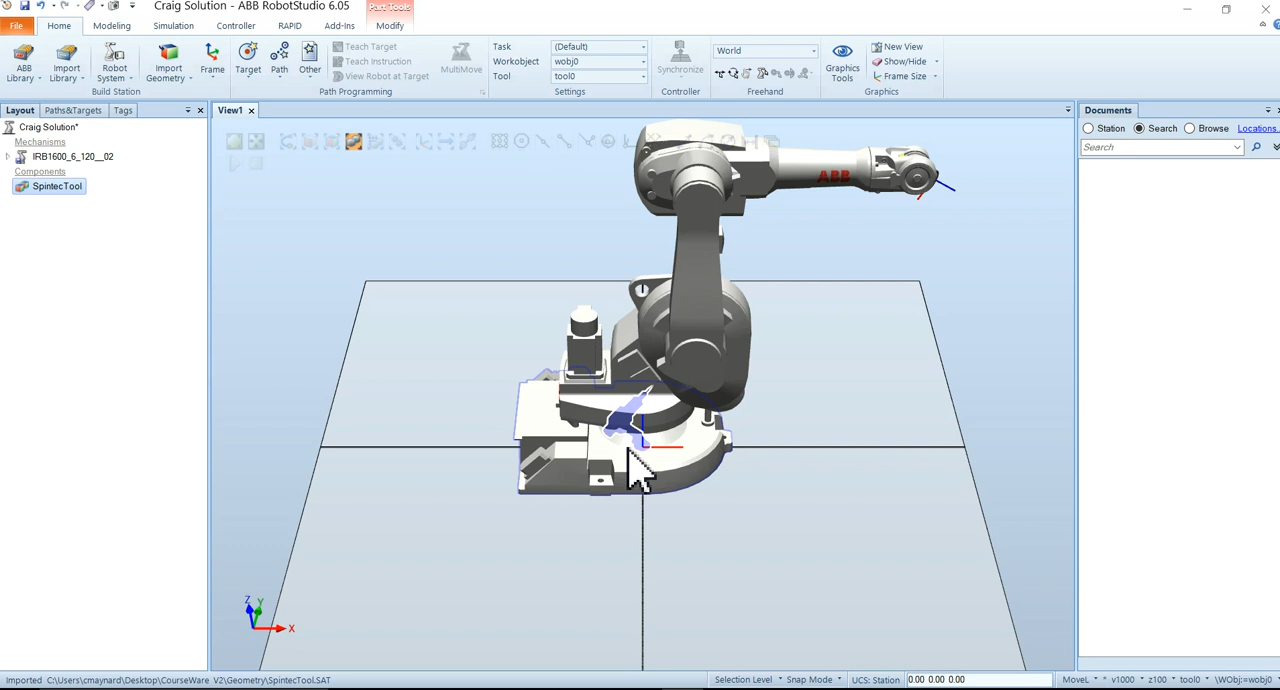 Craig Solution - ABB RobotStudio 6.05
Part Tools
File
Home
Modeling
Simulation
Controller
RAPID
Add-Ins
Modify
ABB Library
Import Library
Robot System
Import Geometry
Frame
Build Station
Target
Path
Other
Teach Target
Teach Instruction
View Robot at Target
MultiMove
Path Programming
Task (Default)
Workobject wobj0
Tool tool0
Settings
Synchronize
Controller
World
Freehand
Graphics Tools
New View
Show/Hide
Frame Size
Graphics
Layout
Paths&Targets
Tags
Craig Solution*
Mechanisms
IRB1600_6_120__02
Components
SpintecTool
View1
ABB
Z
Y
X
Documents
Station
Search
Browse
Locations..
Search
Imported C:\Users\cmaynard\Desktop\CourseWare V2\Geometry\SpintecTool.SAT
Selection Level
Snap Mode
UCS: Station
0.00 0.00 0.00
MoveL * v1000 z100 tool0 \WObj:=wobj0